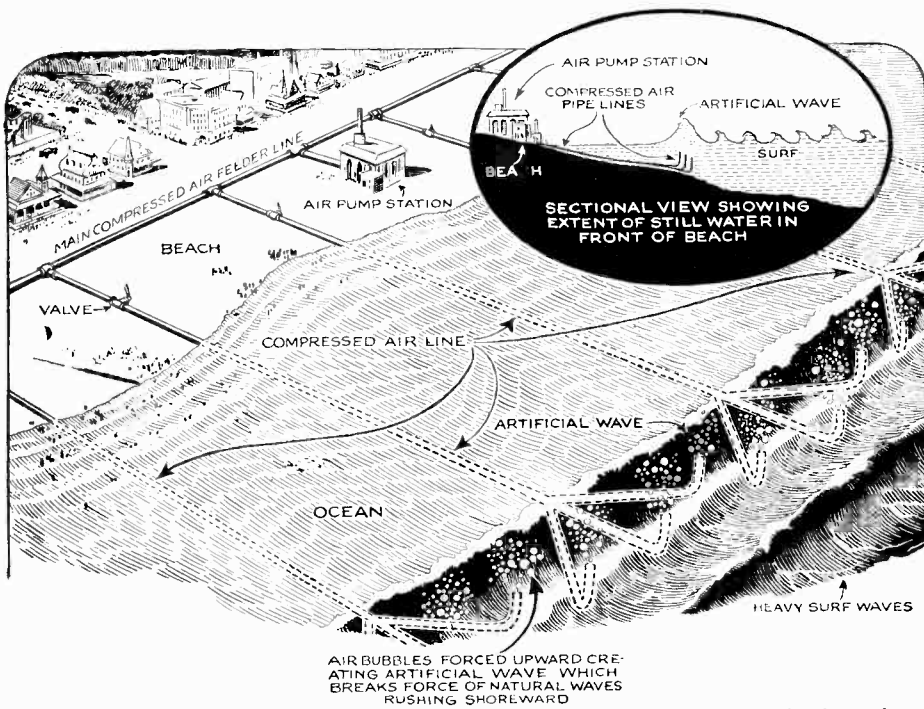 AIR PUMP STATION
COMPRESSED AIR
PIPE LINES
ARTIFICIAL WAVE
SURF
BEACH
SECTIONAL VIEW SHOWING
EXTENT OF STILL WATER IN
FRONT OF BEACH
MAIN COMPRESSED AIR FEEDER LINE
AIR PUMP STATION
BEACH
VALVE
COMPRESSED AIR LINE
ARTIFICIAL WAVE
OCEAN
HEAVY SURF WAVES
AIR BUBBLES FORCED UPWARD CRE-
ATING ARTIFICIAL WAVE WHICH
BREAKS FORCE OF NATURAL WAVES
RUSHING SHOREWARD